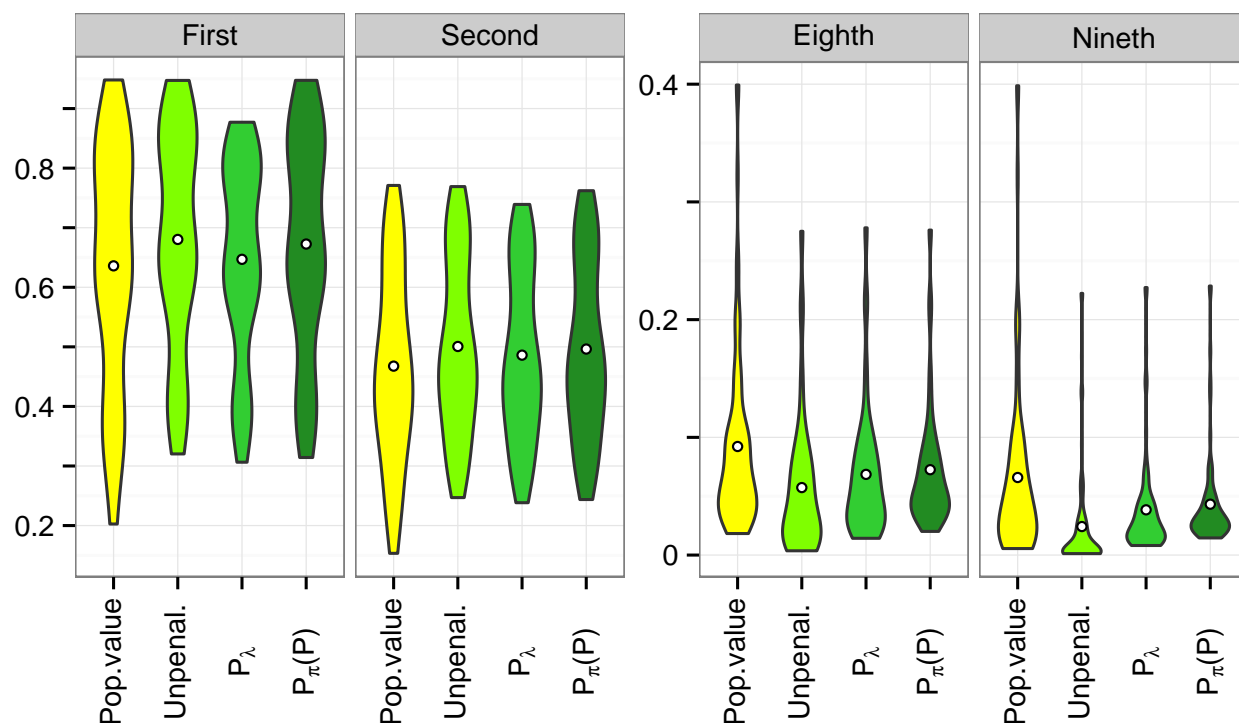 First
Second
Eighth
Nineth
0.8
0.6
0.4
0.2
0.4
0.2
0
Pop.value
Unpenal.
Pλ
Pπ(P)
Pop.value
Unpenal.
Pλ
Pπ(P)
Pop.value
Unpenal.
Pλ
Pπ(P)
Pop.value
Unpenal.
Pλ
Pπ(P)